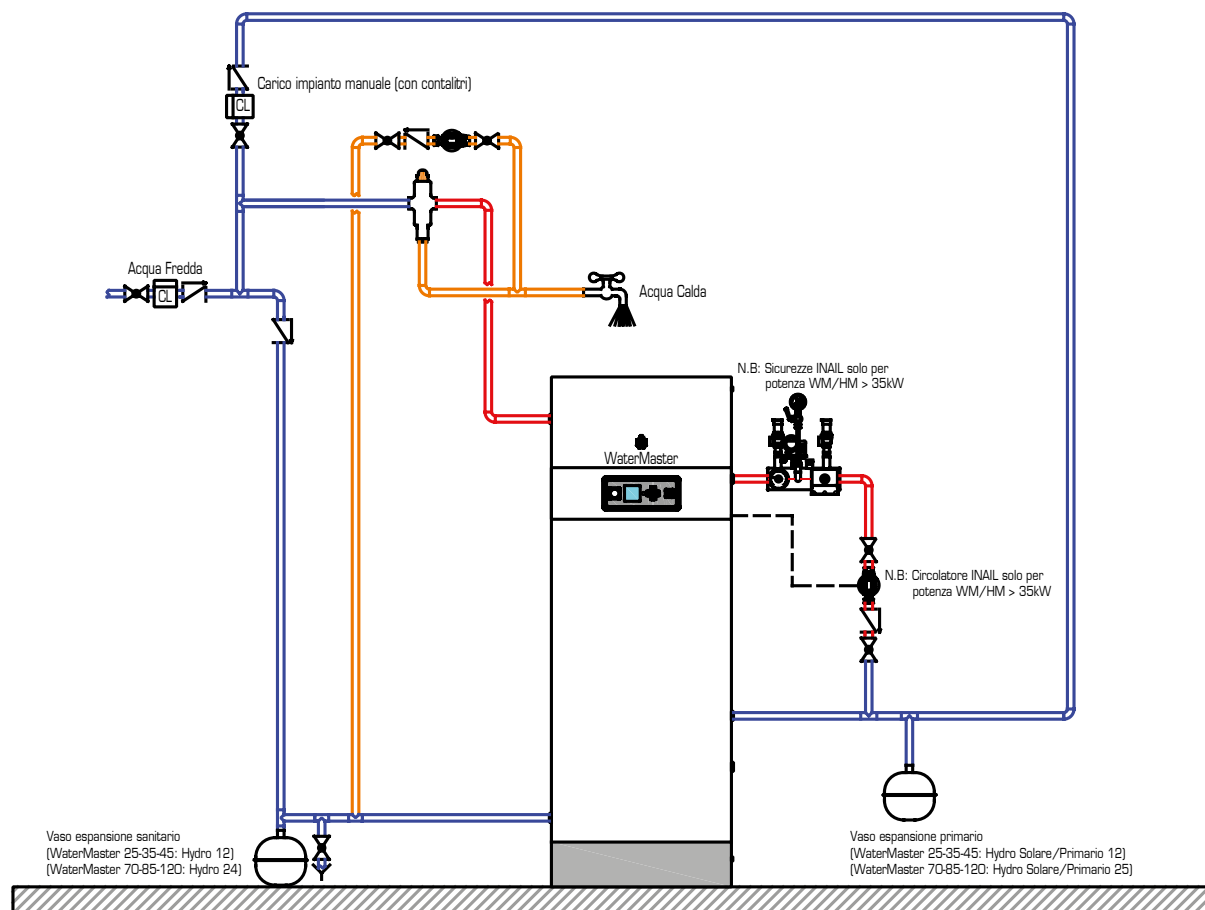 Carico impianto manuale (con contalitri)
CL
Acqua Fredda
CL
Acqua Calda
N.B: Sicurezze INAIL solo per
potenza WM/HM > 35kW
WaterMaster
N.B: Circolatore INAIL solo per
potenza WM/HM > 35kW
Vaso espansione sanitario
(WaterMaster 25-35-45: Hydro 12)
(WaterMaster 70-85-120: Hydro 24)
Vaso espansione primario
(WaterMaster 25-35-45: Hydro Solare/Primario 12)
(WaterMaster 70-85-120: Hydro Solare/Primario 25)